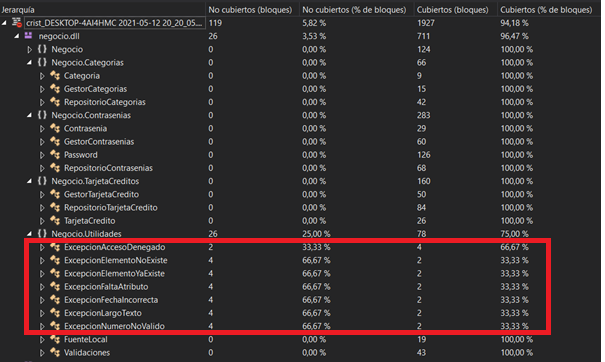 Jerarquía No cubiertos (bloques) No cubiertos (% de bloques) Cubiertos (bloques) Cubiertos (% de bloques)
crist_DESKTOP-4AI4HMC 2021-05-12 20_20_05.... 119 5,82 % 1927 94,18 %
negocio.dll 26 3,53 % 711 96,47 %
{ } Negocio 0 0,00 % 124 100,00 %
{ } Negocio.Categorias 0 0,00 % 66 100,00 %
Categoria 0 0,00 % 9 100,00 %
GestorCategorias 0 0,00 % 15 100,00 %
RepositorioCategorias 0 0,00 % 42 100,00 %
{ } Negocio.Contrasenias 0 0,00 % 283 100,00 %
Contrasenia 0 0,00 % 29 100,00 %
GestorContrasenias 0 0,00 % 60 100,00 %
Password 0 0,00 % 126 100,00 %
RepositorioContrasenias 0 0,00 % 68 100,00 %
{ } Negocio.TarjetaCreditos 0 0,00 % 160 100,00 %
GestorTarjetaCredito 0 0,00 % 50 100,00 %
RepositorioTarjetaCredito 0 0,00 % 84 100,00 %
TarjetaCredito 0 0,00 % 26 100,00 %
{ } Negocio.Utilidades 26 25,00 % 78 75,00 %
ExcepcionAccesoDenegado 2 33,33 % 4 66,67 %
ExcepcionElementoNoExiste 4 66,67 % 2 33,33 %
ExcepcionElementoYaExiste 4 66,67 % 2 33,33 %
ExcepcionFaltaAtributo 4 66,67 % 2 33,33 %
ExcepcionFechaIncorrecta 4 66,67 % 2 33,33 %
ExcepcionLargoTexto 4 66,67 % 2 33,33 %
ExcepcionNumeroNoValido 4 66,67 % 2 33,33 %
FuenteLocal 0 0,00 % 19 100,00 %
Validaciones 0 0,00 % 43 100,00 %